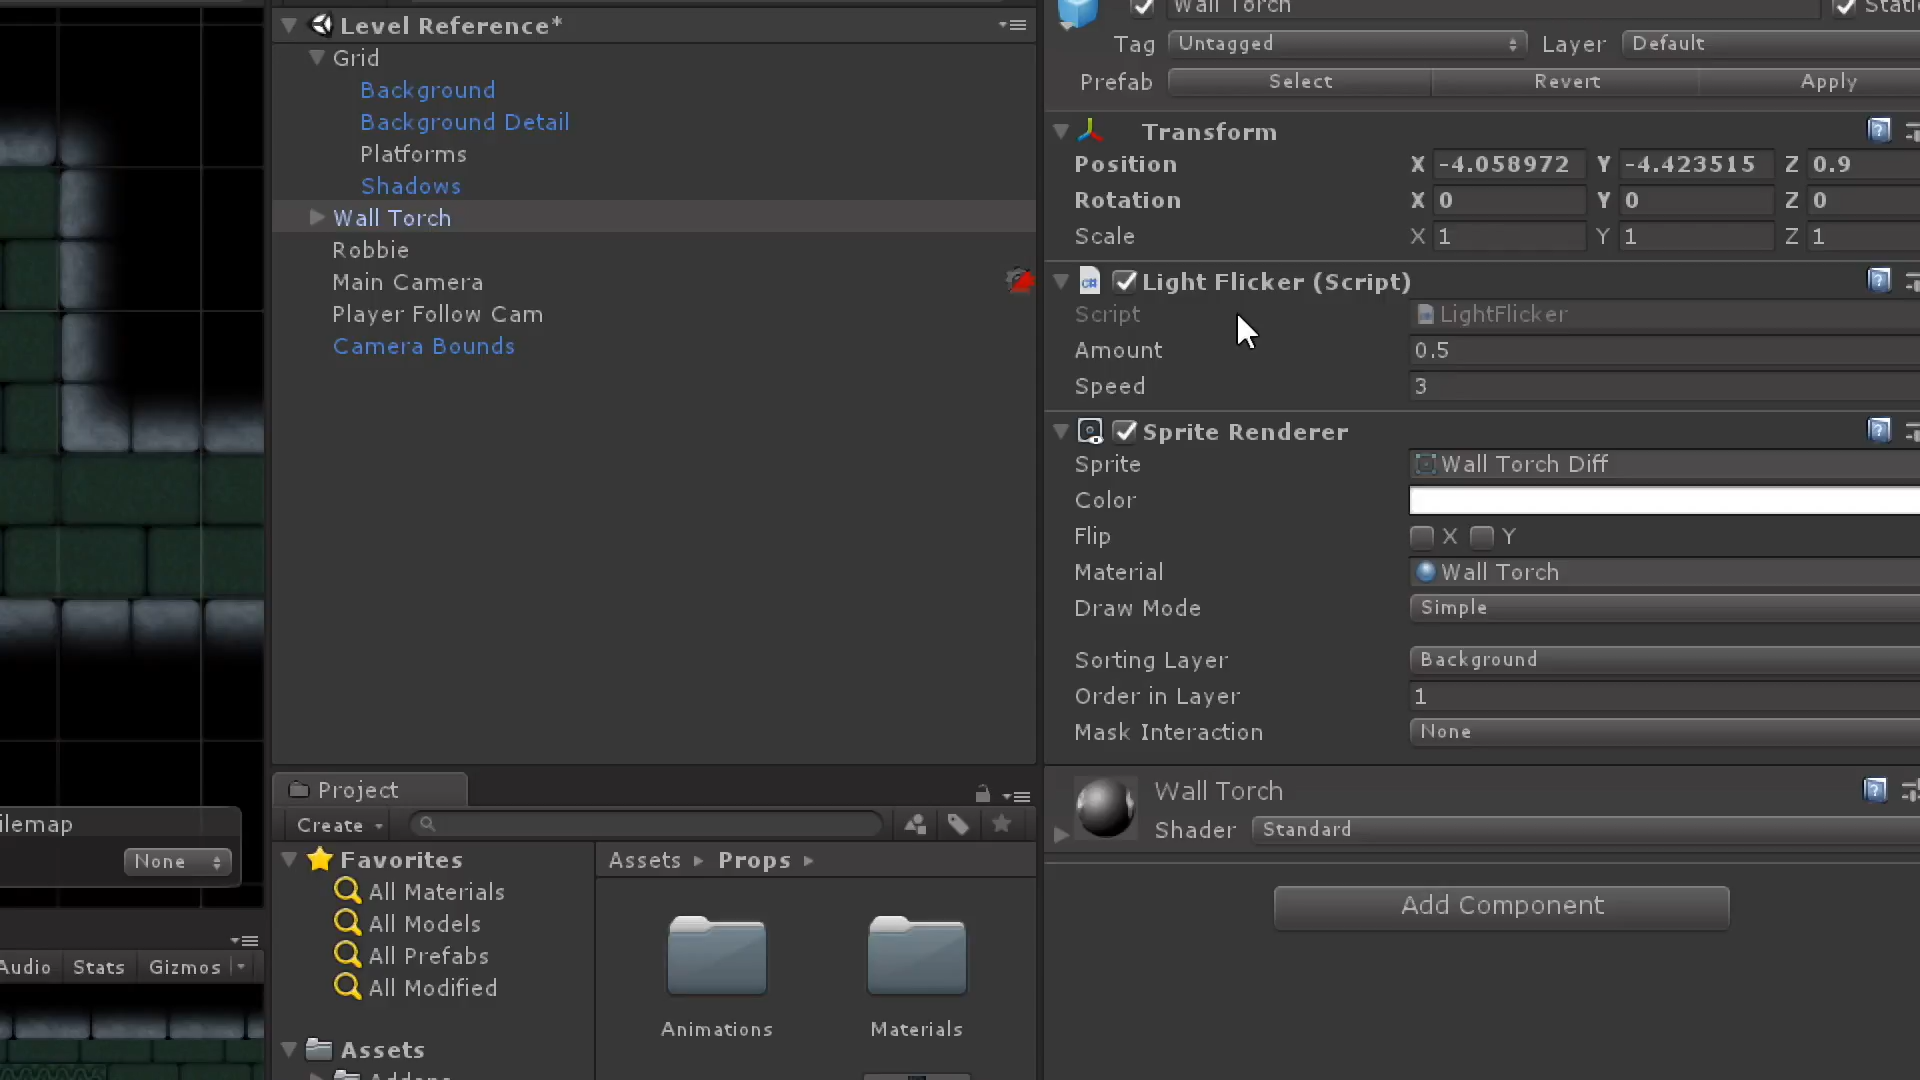 Level Reference*
Grid
Background
Background Detail
Platforms
Shadows
Wall Torch
Robbie
Main Camera
Player Follow Cam
Camera Bounds
Wall Torch
Tag Untagged Layer Default
Prefab Select Revert Apply
Transform
Position X -4.058972 Y -4.423515 Z 0.9
Rotation X 0 Y 0 Z 0
Scale X 1 Y 1 Z 1
Light Flicker (Script)
Script LightFlicker
Amount 0.5
Speed 3
Sprite Renderer
Sprite Wall Torch Diff
Color
Flip X Y
Material Wall Torch
Draw Mode Simple
Sorting Layer Background
Order in Layer 1
Mask Interaction None
Wall Torch
Shader Standard
Add Component
ilemap
None
Audio Stats Gizmos
Project
Create
Favorites
All Materials
All Models
All Prefabs
All Modified
Assets
Assets Props
Animations
Materials